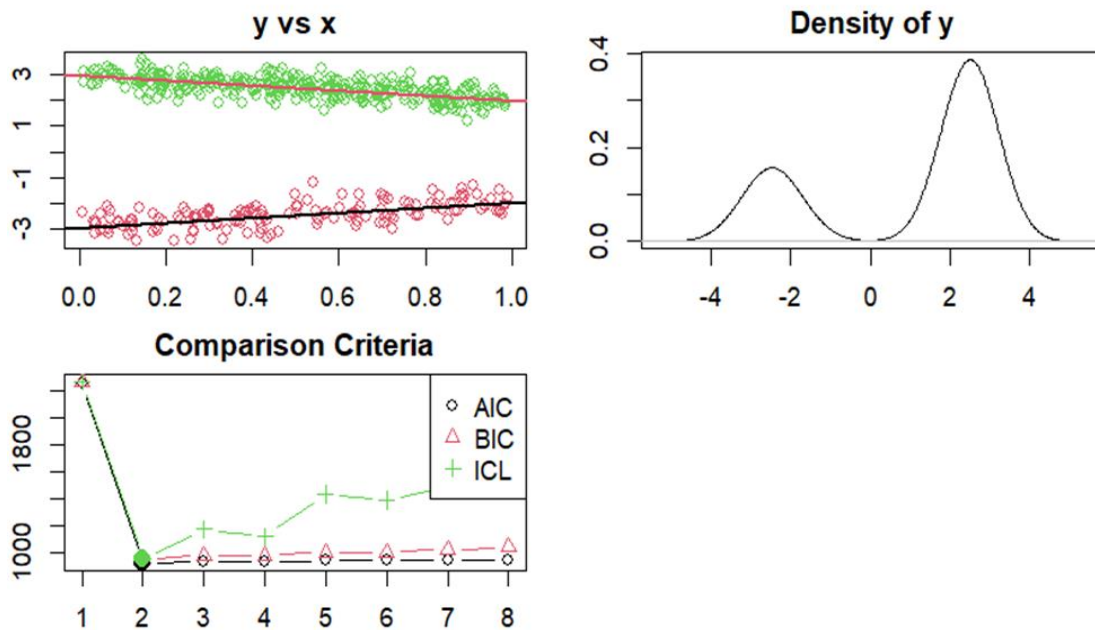 y vs x
3
1
-1
-3
0.0 0.2 0.4 0.6 0.8 1.0
Density of y
0.4
0.2
0.0
-4 -2 0 2 4
Comparison Criteria
1800
1000
AIC
BIC
ICL
1 2 3 4 5 6 7 8